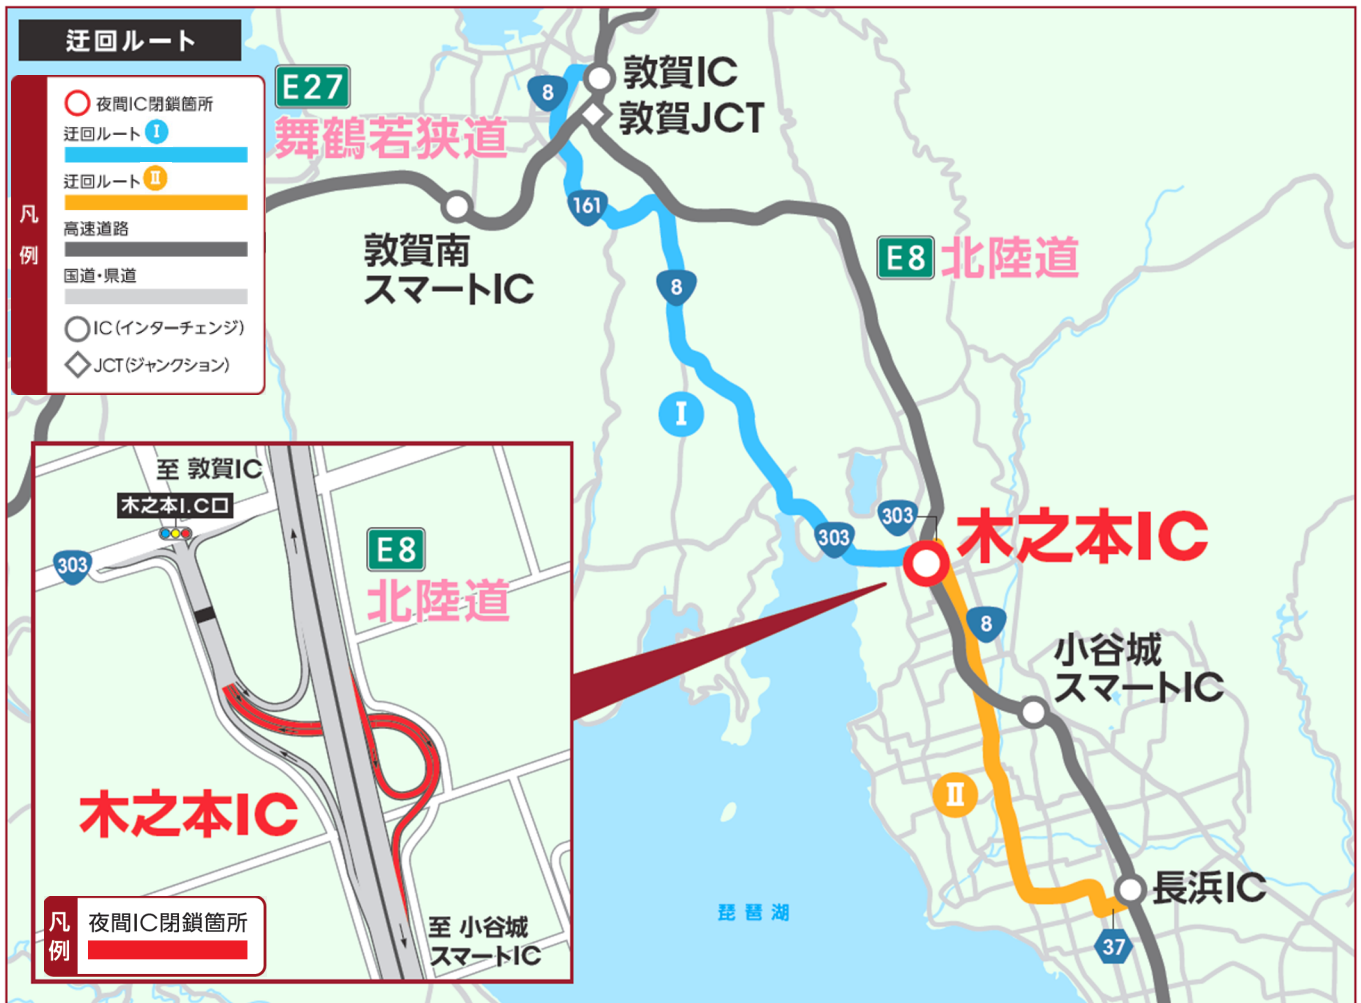 迂回ルート
凡例
夜間IC閉鎖箇所
迂回ルート I
迂回ルート II
高速道路
国道・県道
IC(インターチェンジ)
JCT(ジャンクション)
E27
舞鶴若狭道
8
敦賀IC
敦賀JCT
161
敦賀南
スマートIC
8
E8 北陸道
I
303
303
木之本IC
8
小谷城
スマートIC
II
長浜IC
37
琵琶湖
至 敦賀IC
木之本I.C口
303
E8
北陸道
木之本IC
凡例
夜間IC閉鎖箇所
至 小谷城
スマートIC